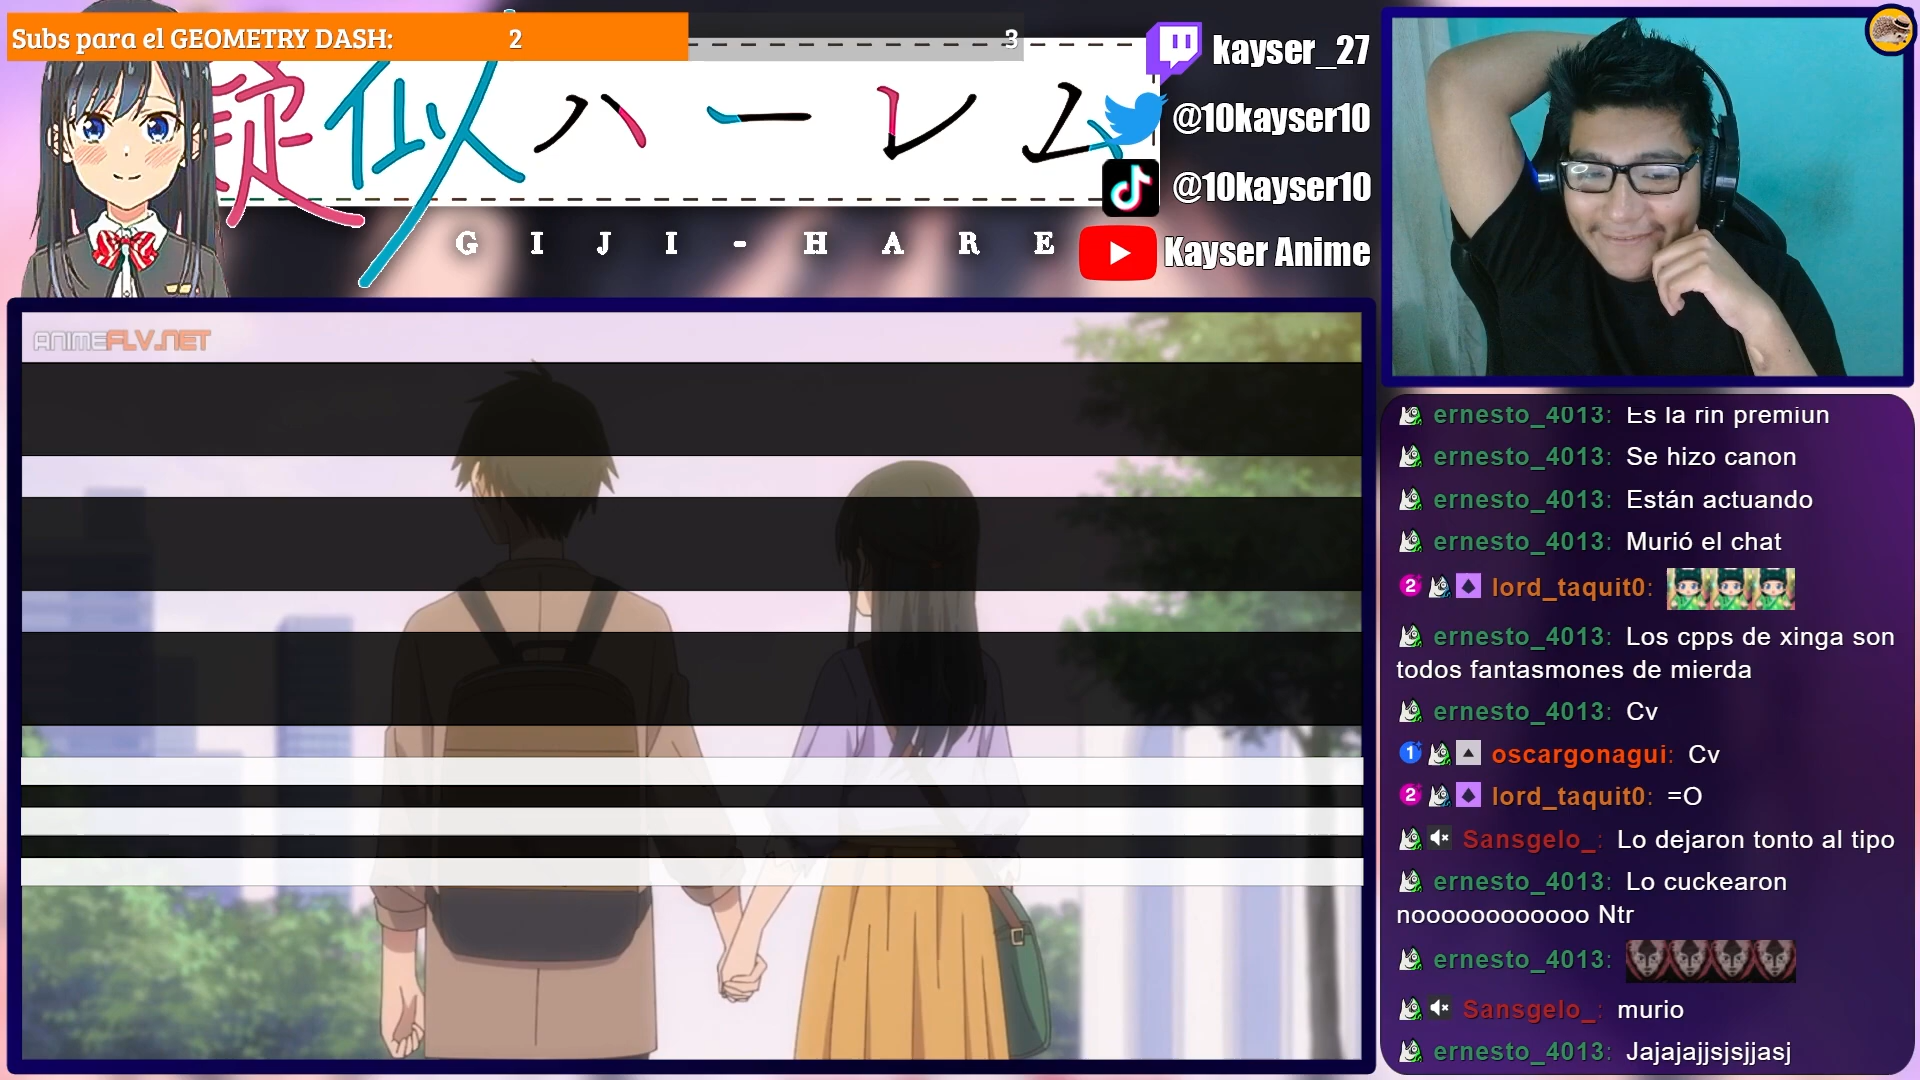 Subs para el GEOMETRY DASH: 2 3
疑似ハーレム
GIJI-HARE
kayser_27
@10kayser10
@10kayser10
Kayser Anime
ANIMEFLV.NET
ernesto_4013: Es la rin premiun
ernesto_4013: Se hizo canon
ernesto_4013: Están actuando
ernesto_4013: Murió el chat
2 lord_taquit0:
ernesto_4013: Los cpps de xinga son
todos fantasmones de mierda
ernesto_4013: Cv
1 oscargonagui: Cv
2 lord_taquit0: =O
Sansgelo_: Lo dejaron tonto al tipo
ernesto_4013: Lo cuckearon
noooooooooooo Ntr
ernesto_4013:
Sansgelo_: murio
ernesto_4013: Jajajajjsjsjjasj